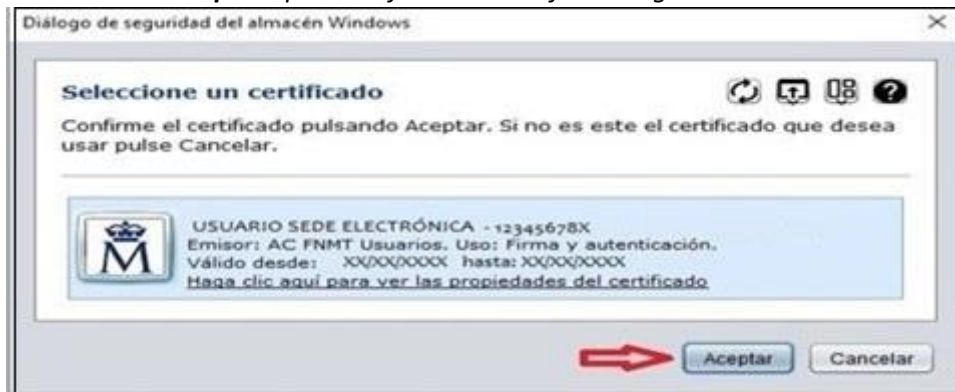 Diálogo de seguridad del almacén Windows
Seleccione un certificado
Confirme el certificado pulsando Aceptar. Si no es este el certificado que desea
usar pulse Cancelar.
USUARIO SEDE ELECTRÓNICA - 12345678X
Emisor: AC FNMT Usuarios. Uso: Firma y autenticación.
Válido desde: XX/XX/XXXX hasta: XX/XX/XXXX
Haga clic aquí para ver las propiedades del certificado
Aceptar Cancelar